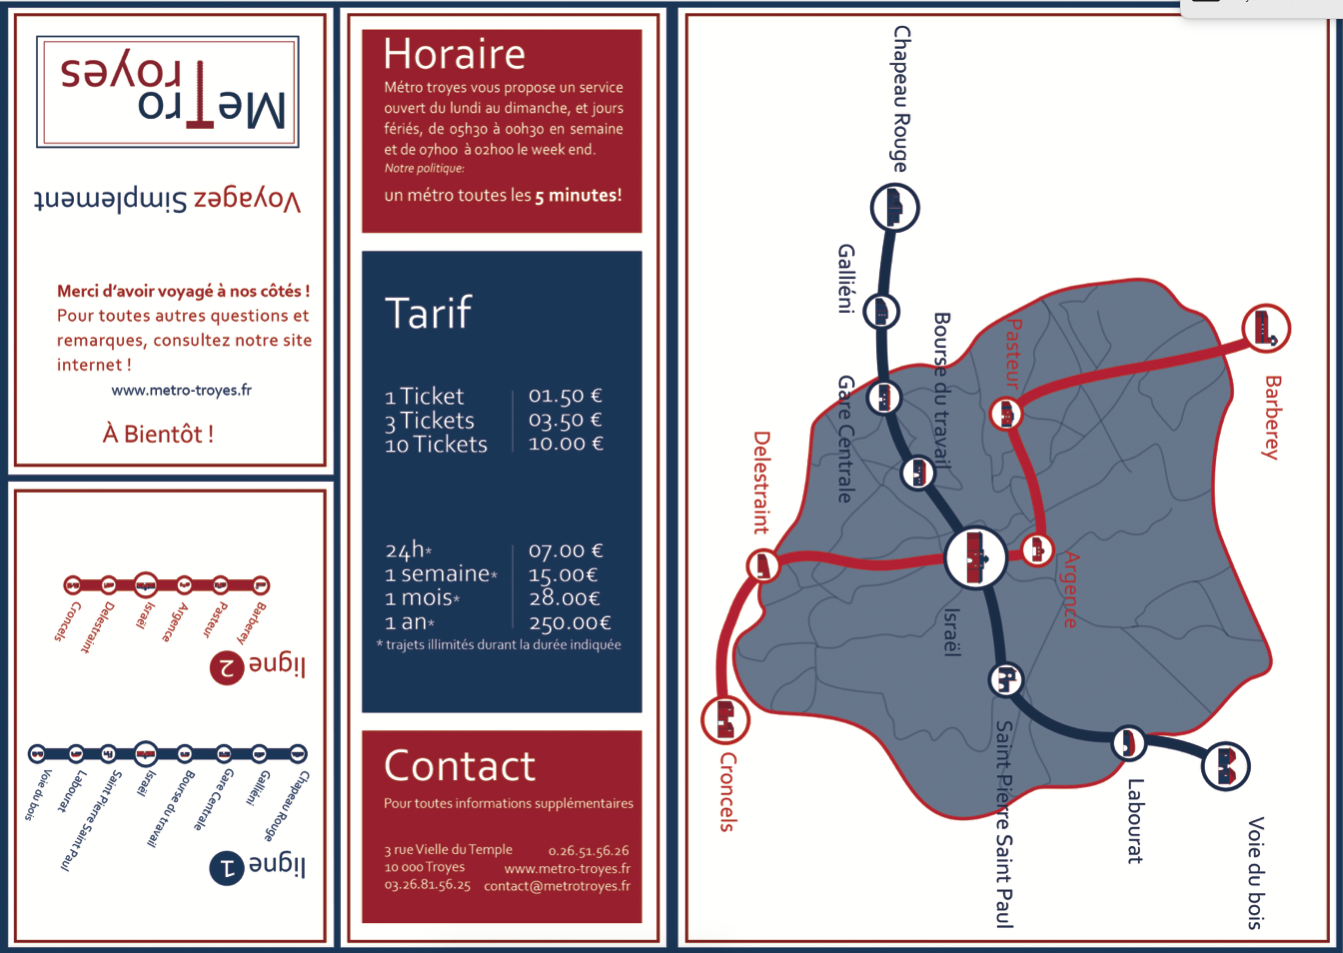 MeTro
Troyes
Voyagez Simplement
Merci d’avoir voyagé à nos côtés !
Pour toutes autres questions et
remarques, consultez notre site
internet !
www.metro-troyes.fr
À Bientôt !
ligne 2
Barberey
Pasteur
Argence
Israël
Delestraint
Croncels
ligne 1
Chapeau Rouge
Galliéni
Gare Centrale
Bourse du travail
Israël
Saint Pierre Saint Paul
Labourat
Voie du bois
Horaire
Métro troyes vous propose un service
ouvert du lundi au dimanche, et jours
fériés, de 05h30 à 00h30 en semaine
et de 07h00 à 02h00 le week end.
Notre politique:
un métro toutes les 5 minutes!
Tarif
1 Ticket 01.50 €
3 Tickets 03.50 €
10 Tickets 10.00 €
24h* 07.00 €
1 semaine* 15.00€
1 mois* 28.00€
1 an* 250.00€
* trajets illimités durant la durée indiquée
Contact
Pour toutes informations supplémentaires
3 rue Vielle du Temple 0.26.51.56.26
10 000 Troyes www.metro-troyes.fr
03.26.81.56.25 contact@metrotroyes.fr
Chapeau Rouge
Galliéni
Gare Centrale
Bourse du travail
Pasteur
Barberey
Delestraint
Argence
Israël
Croncels
Saint Pierre Saint Paul
Labourat
Voie du bois